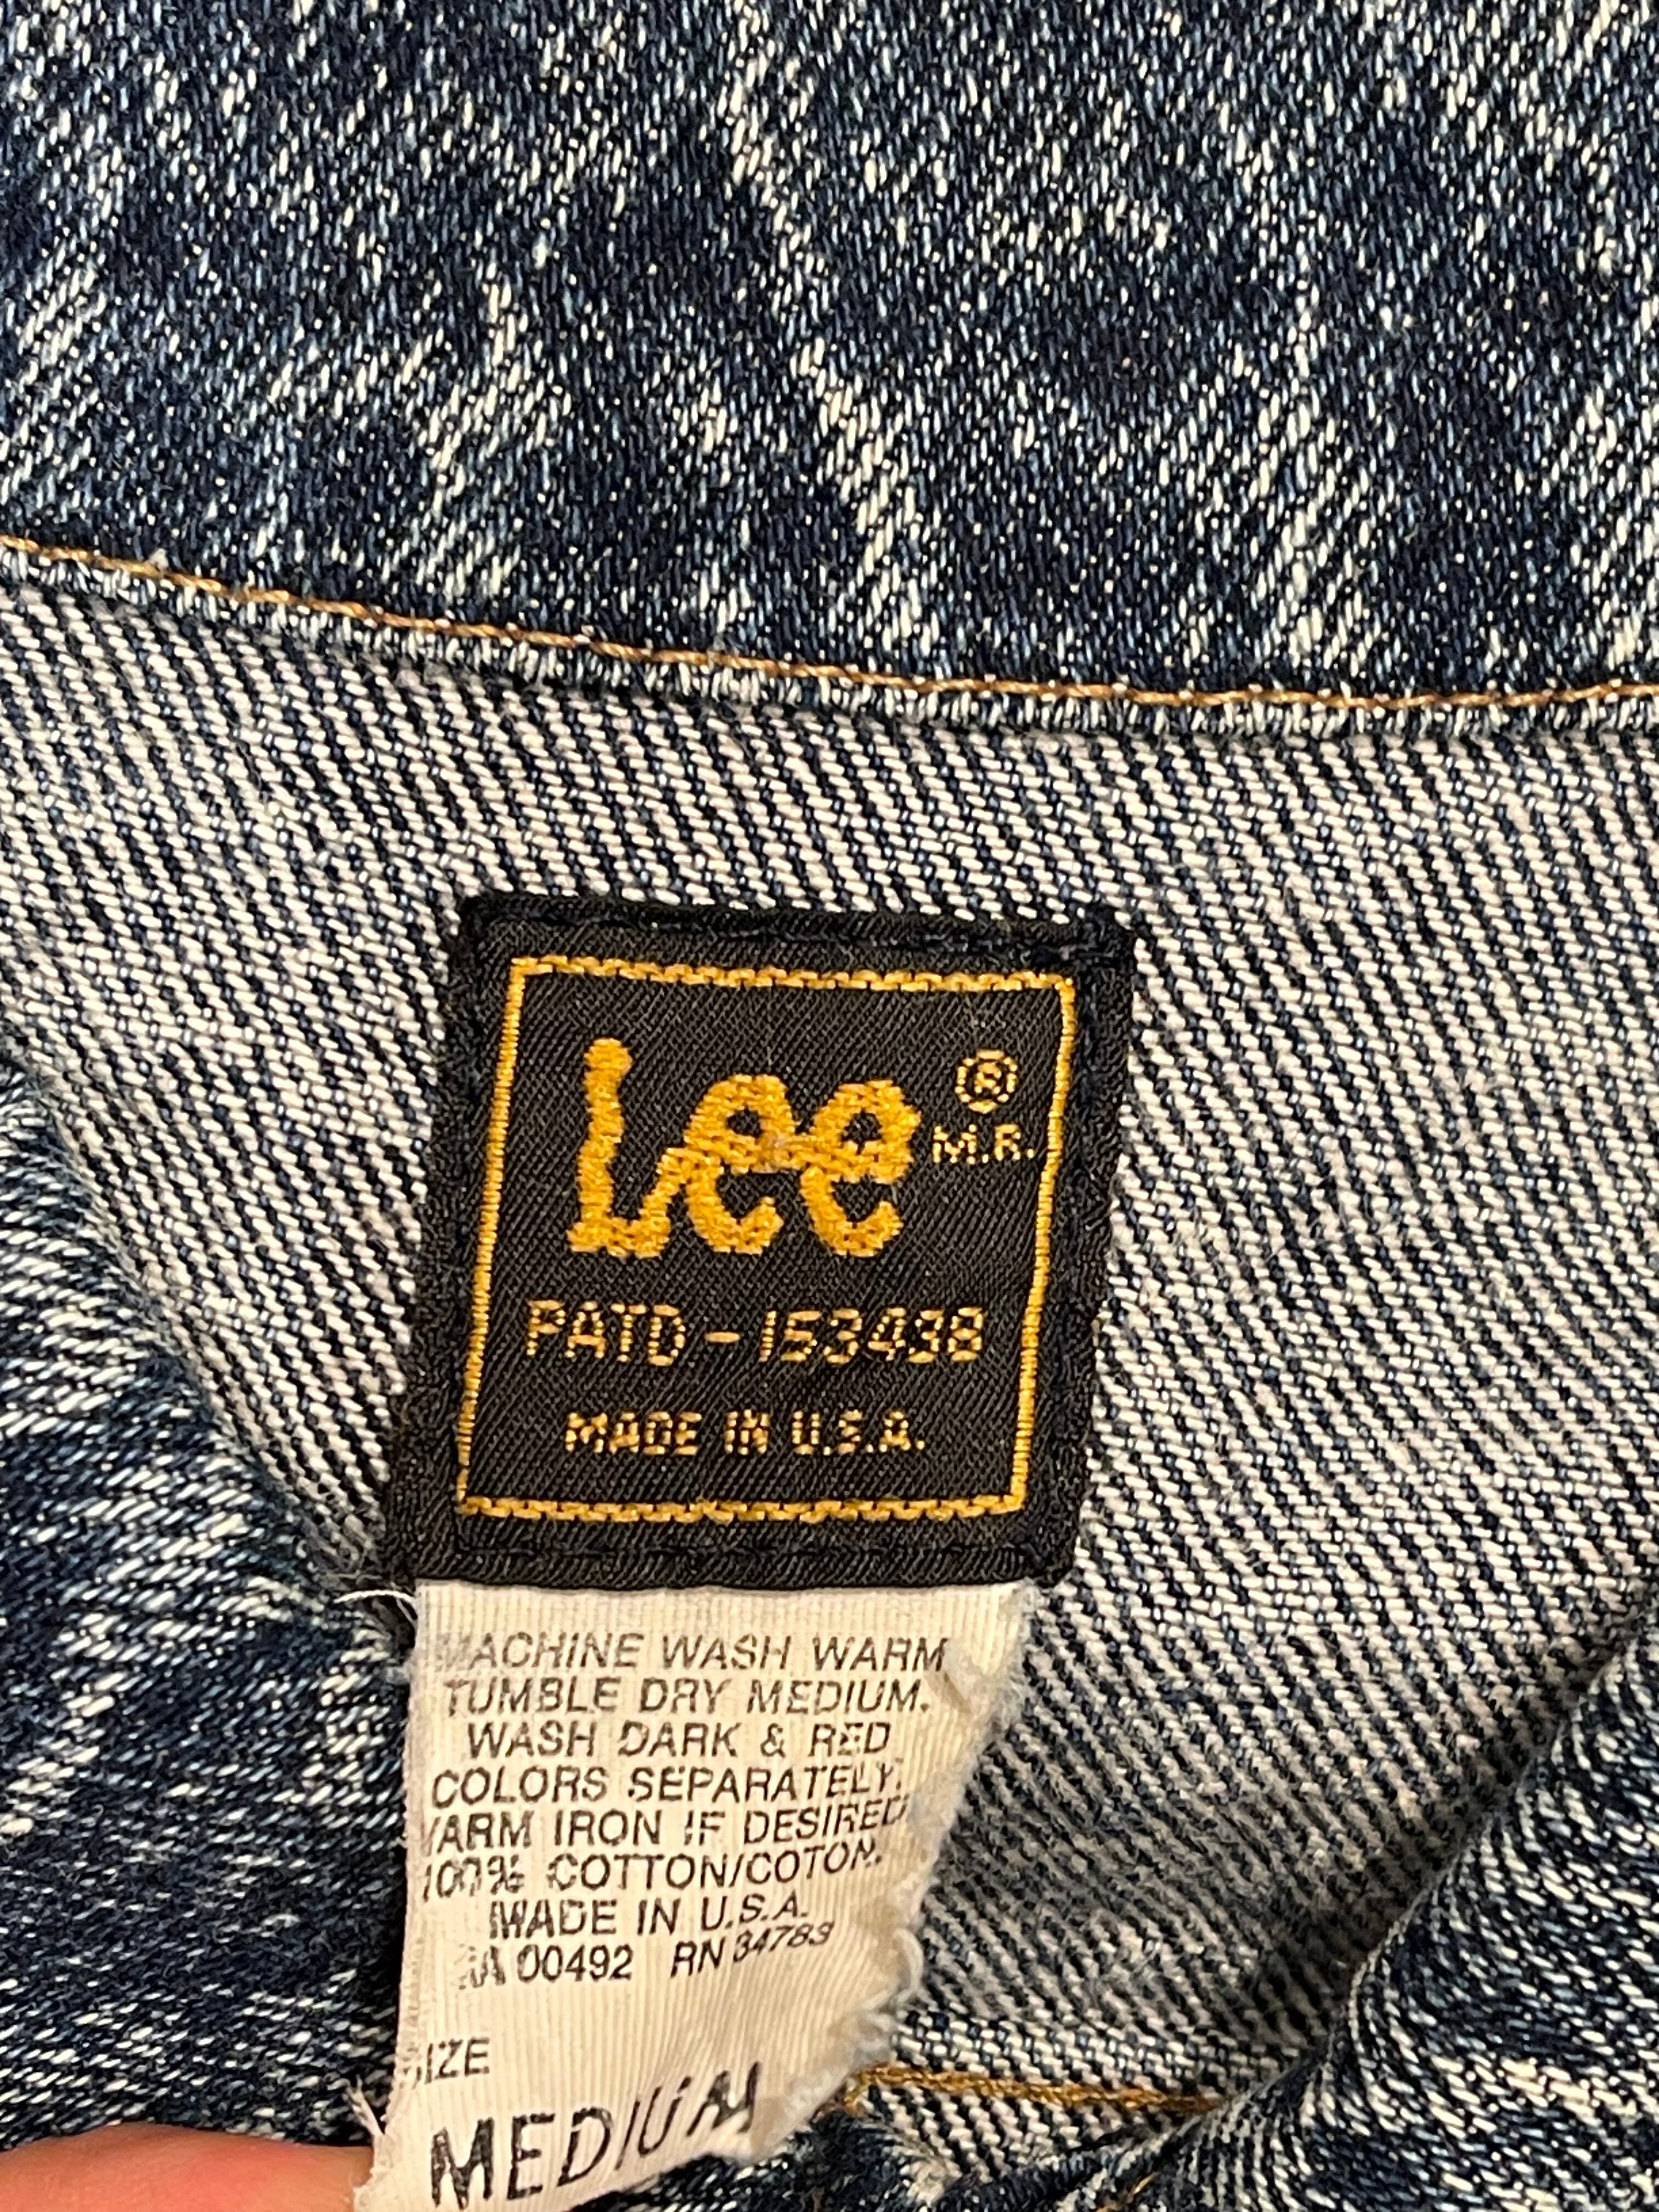 Lee ®
M.R.
PATD-153438
MADE IN U.S.A.
MACHINE WASH WARM
TUMBLE DRY MEDIUM.
WASH DARK & RED
COLORS SEPARATELY.
WARM IRON IF DESIRED
100% COTTON/COTON.
MADE IN U.S.A.
00492 RN 34783
SIZE
MEDIUM